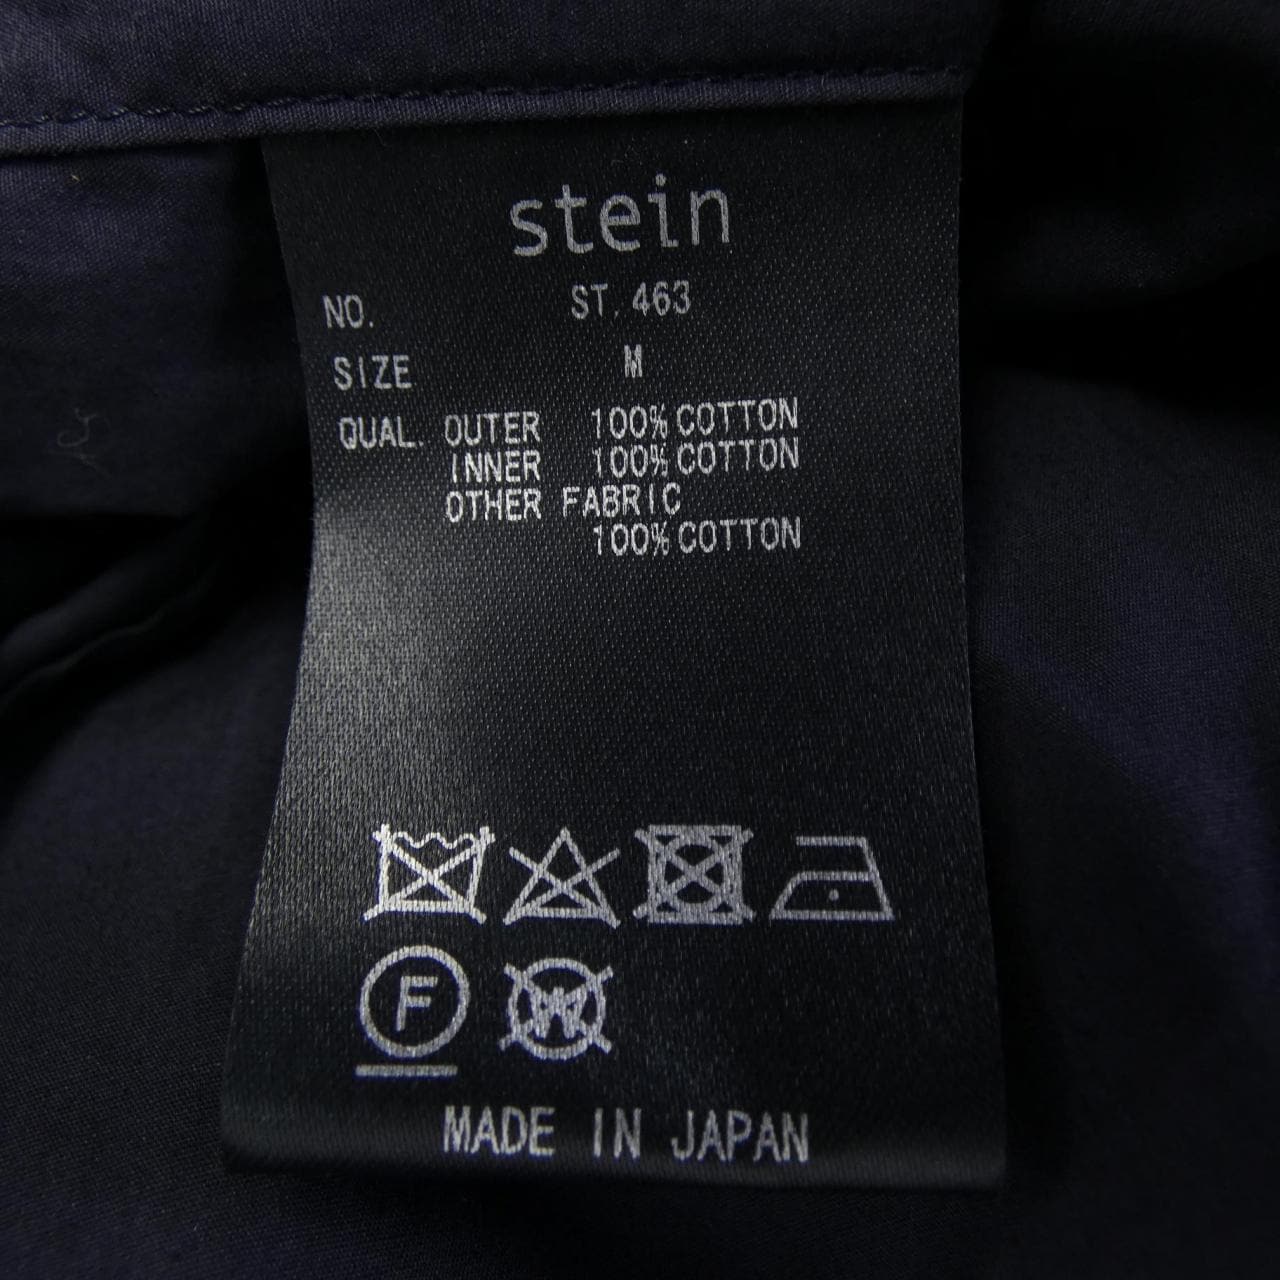 stein
NO. ST. 463
SIZE M
QUAL. OUTER 100% COTTON
INNER 100% COTTON
OTHER FABRIC
100% COTTON
F W
MADE IN JAPAN